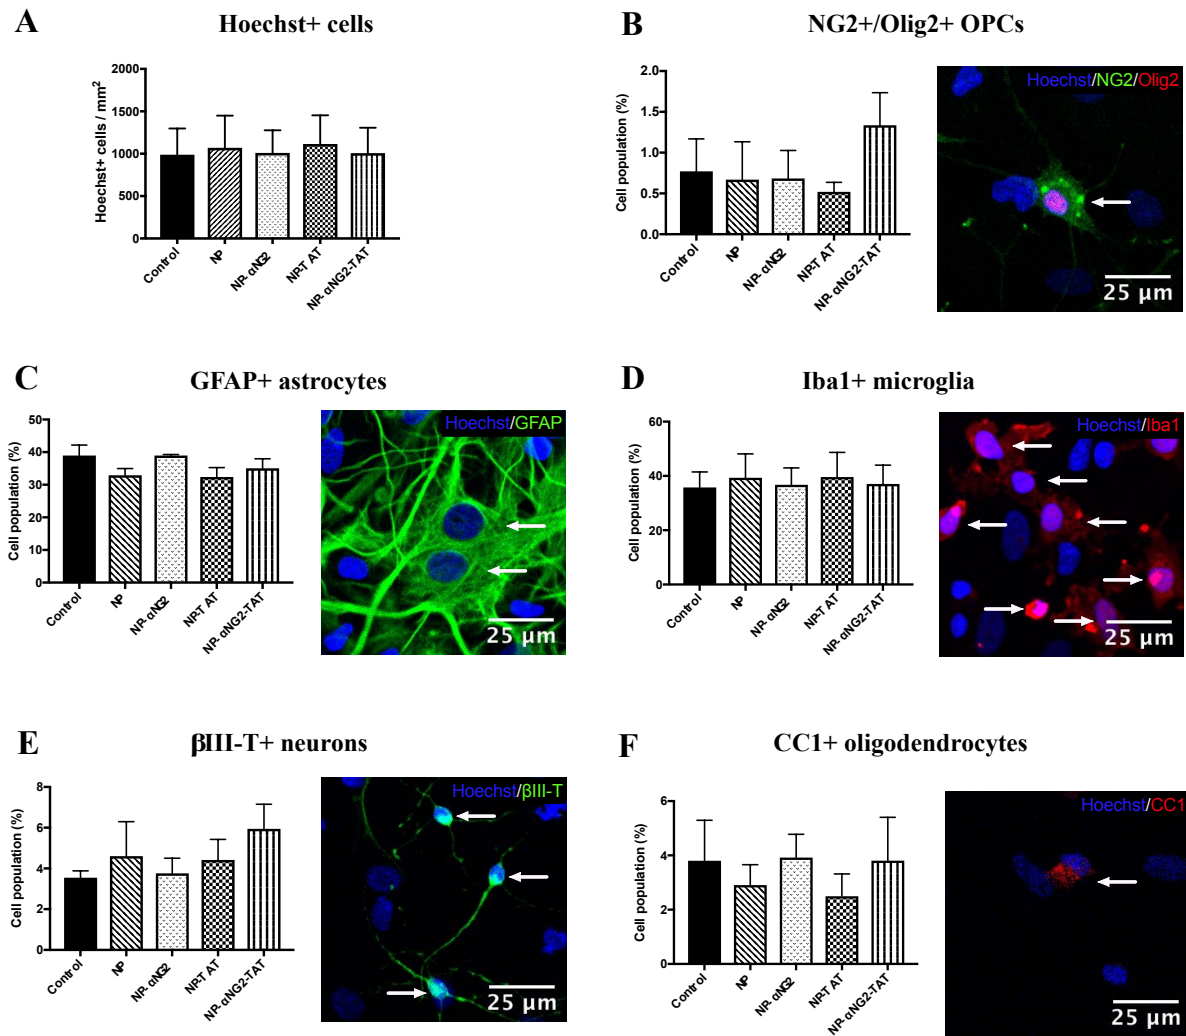 A
Hoechst+ cells
Hoechst+ cells / mm²
2000
1500
1000
500
0
Control
NP
NP- αNG2
NP-T AT
NP- αNG2-TAT
B
NG2+/Olig2+ OPCs
Cell population (%)
2.0
1.5
1.0
0.5
0.0
Control
NP
NP- αNG2
NP-T AT
NP- αNG2-TAT
Hoechst/NG2/Olig2
25 µm
C
GFAP+ astrocytes
Cell population (%)
50
40
30
20
10
0
Control
NP
NP- αNG2
NP-T AT
NP- αNG2-TAT
Hoechst/GFAP
25 µm
D
Iba1+ microglia
Cell population (%)
60
40
20
0
Control
NP
NP- αNG2
NP-T AT
NP- αNG2-TAT
Hoechst/Iba1
25 µm
E
βIII-T+ neurons
Cell population (%)
8
6
4
2
0
Control
NP
NP- αNG2
NP-T AT
NP- αNG2-TAT
Hoechst/βIII-T
25 µm
F
CC1+ oligodendrocytes
Cell population (%)
6
4
2
0
Control
NP
NP- αNG2
NP-T AT
NP- αNG2-TAT
Hoechst/CC1
25 µm